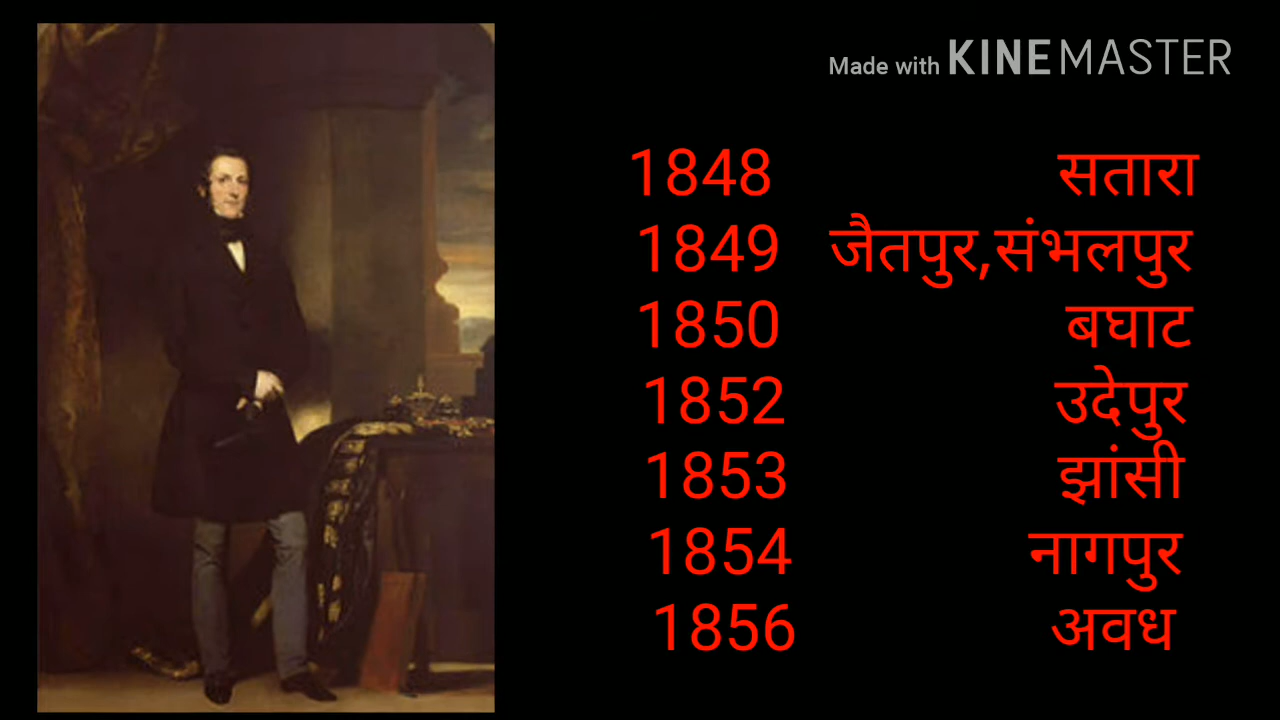 Made with KINEMASTER
1848 सतारा
1849 जैतपुर,संभलपुर
1850 बघाट
1852 उदेपुर
1853 झांसी
1854 नागपुर
1856 अवध